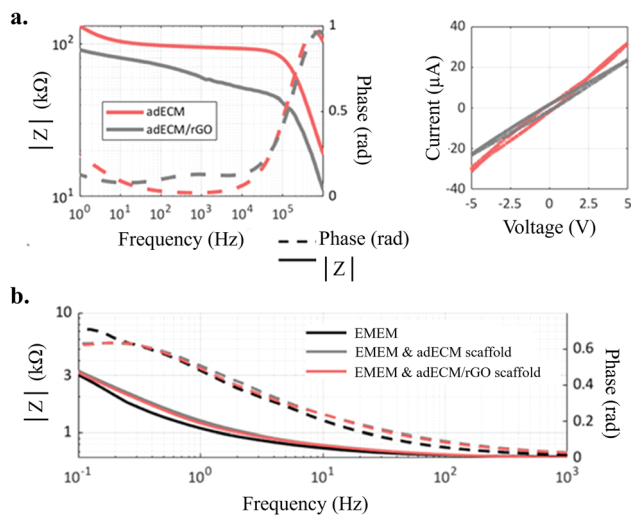 a.
10²
10¹
|Z| (kΩ)
adECM
adECM/rGO
1
0.5
0
Phase (rad)
10⁰ 10¹ 10² 10³ 10⁴ 10⁵
Frequency (Hz)
Phase (rad)
|Z|
40
20
0
-20
-40
Current (µA)
-5 -2.5 0 2.5 5
Voltage (V)
b.
10
3
1
|Z| (kΩ)
EMEM
EMEM & adECM scaffold
EMEM & adECM/rGO scaffold
0.6
0.4
0.2
0
Phase (rad)
10⁻¹ 10⁰ 10¹ 10² 10³
Frequency (Hz)